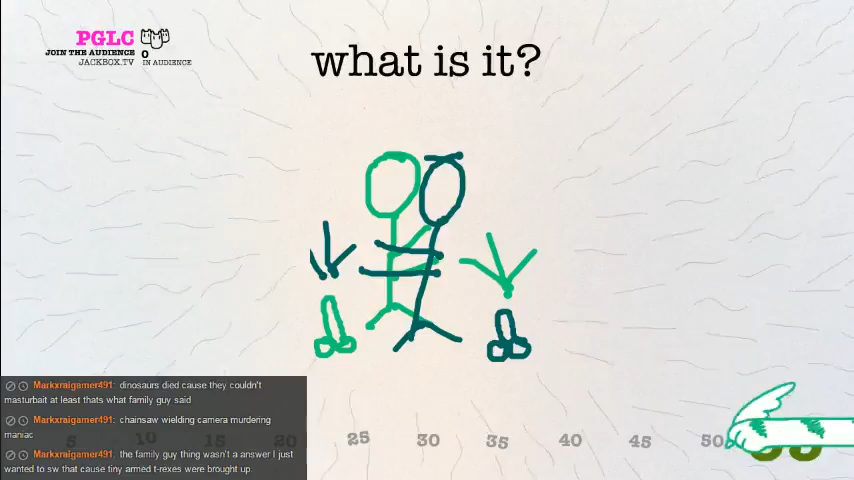 PGLC
JOIN THE AUDIENCE
JACKBOX.TV
0
IN AUDIENCE
what is it?
Markxraigamer491: dinosaurs died cause they couldn't
masturbait at least thats what family guy said
Markxraigamer491: chainsaw wielding camera murdering
maniac
Markxraigamer491: the family guy thing wasn't a answer I just
wanted to sw that cause tiny armed t-rexes were brought up.
5 10 15 20 25 30 35 40 45 50